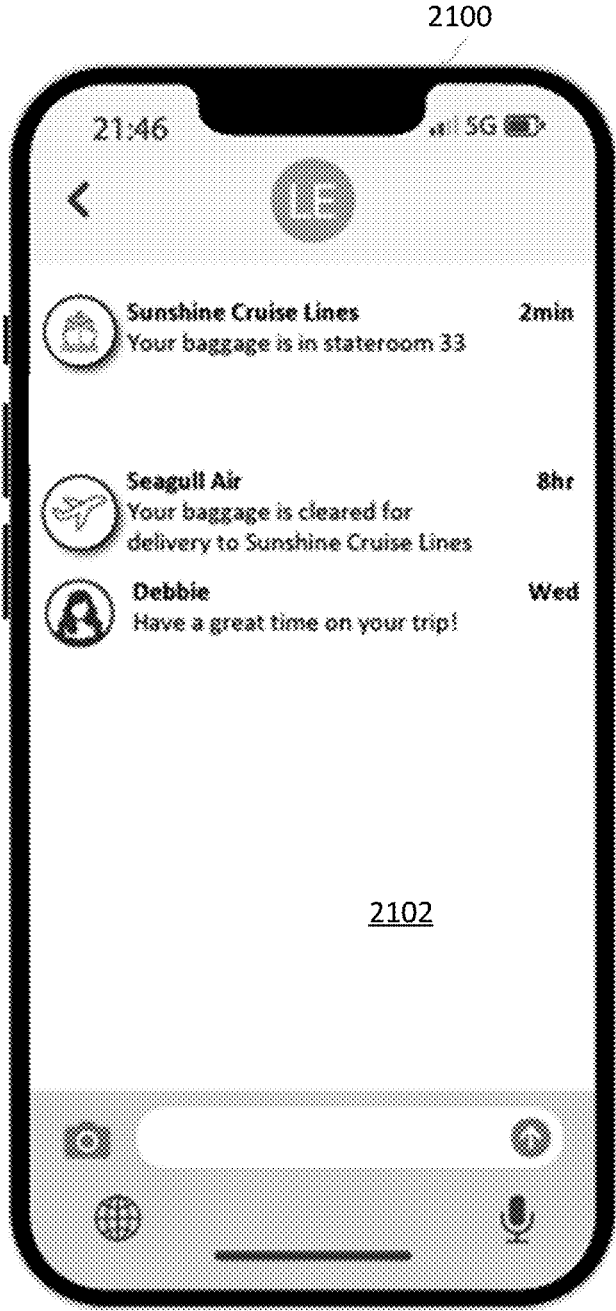 2100
21:46
5G
LE
Sunshine Cruise Lines 2min
Your baggage is in stateroom 33
Seagull Air 8hr
Your baggage is cleared for
delivery to Sunshine Cruise Lines
Debbie Wed
Have a great time on your trip!
2102